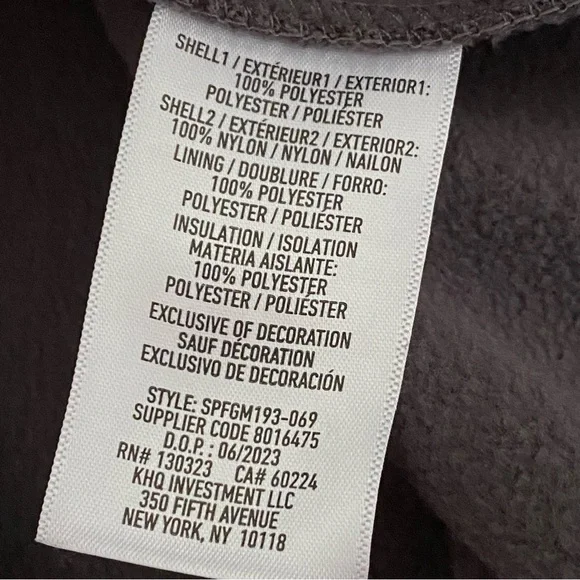 SHELL1 / EXTÉRIEUR1 / EXTERIOR1:
100% POLYESTER
POLYESTER / POLIÉSTER
SHELL2 / EXTÉRIEUR2 / EXTERIOR2:
100% NYLON / NYLON / NAILON
LINING / DOUBLURE / FORRO:
100% POLYESTER
POLYESTER / POLIÉSTER
INSULATION / ISOLATION
MATERIA AISLANTE:
100% POLYESTER
POLYESTER / POLIÉSTER
EXCLUSIVE OF DECORATION
SAUF DÉCORATION
EXCLUSIVO DE DECORACIÓN
STYLE: SPFGM193-069
SUPPLIER CODE 8016475
D.O.P.: 06/2023
RN# 130323 CA# 60224
KHQ INVESTMENT LLC
350 FIFTH AVENUE
NEW YORK, NY 10118